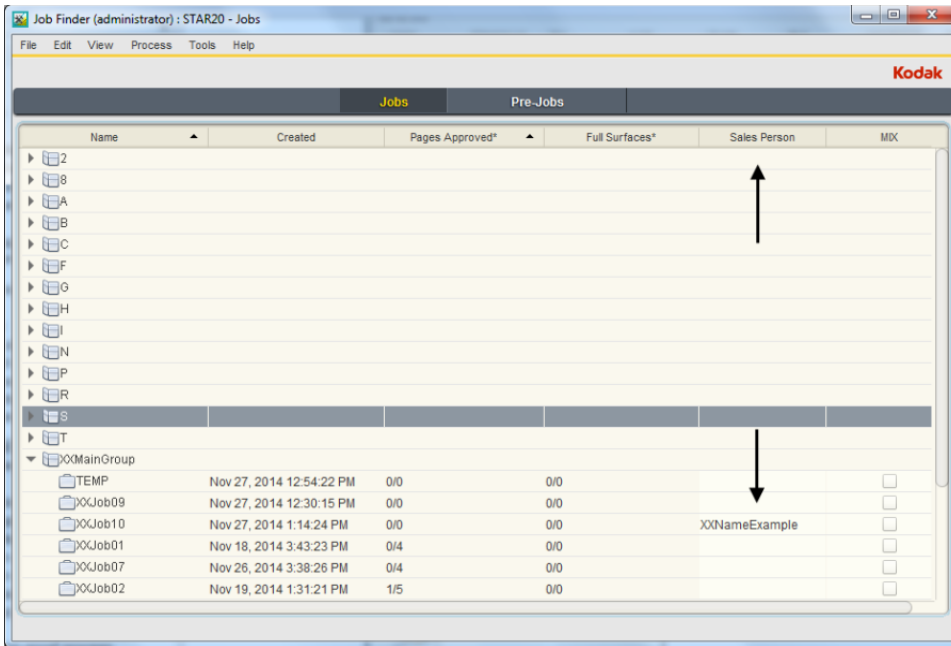 Job Finder (administrator) : STAR20 - Jobs
File Edit View Process Tools Help
Kodak
Jobs Pre-Jobs
Name Created Pages Approved* Full Surfaces* Sales Person MIX
2
8
A
B
C
F
G
H
I
N
P
R
S
T
XXMainGroup
TEMP Nov 27, 2014 12:54:22 PM 0/0 0/0
XXJob09 Nov 27, 2014 12:30:15 PM 0/0 0/0
XXJob10 Nov 27, 2014 1:14:24 PM 0/0 0/0 XXNameExample
XXJob01 Nov 18, 2014 3:43:23 PM 0/4 0/0
XXJob07 Nov 26, 2014 3:38:26 PM 0/4 0/0
XXJob02 Nov 19, 2014 1:31:21 PM 1/5 0/0